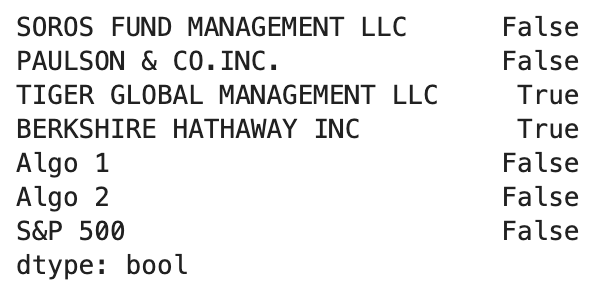 SOROS FUND MANAGEMENT LLC      False
PAULSON & CO.INC.              False
TIGER GLOBAL MANAGEMENT LLC     True
BERKSHIRE HATHAWAY INC          True
Algo 1                         False
Algo 2                         False
S&P 500                        False
dtype: bool